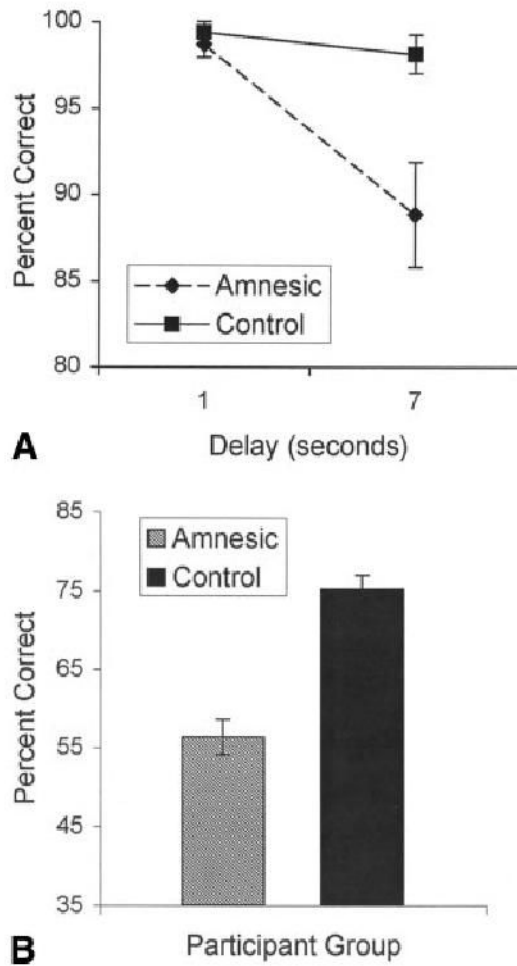 100
95
90
85
80
Percent Correct
Amnesic
Control
1 7
Delay (seconds)
A
85
75
65
55
45
35
Percent Correct
Amnesic
Control
Participant Group
B